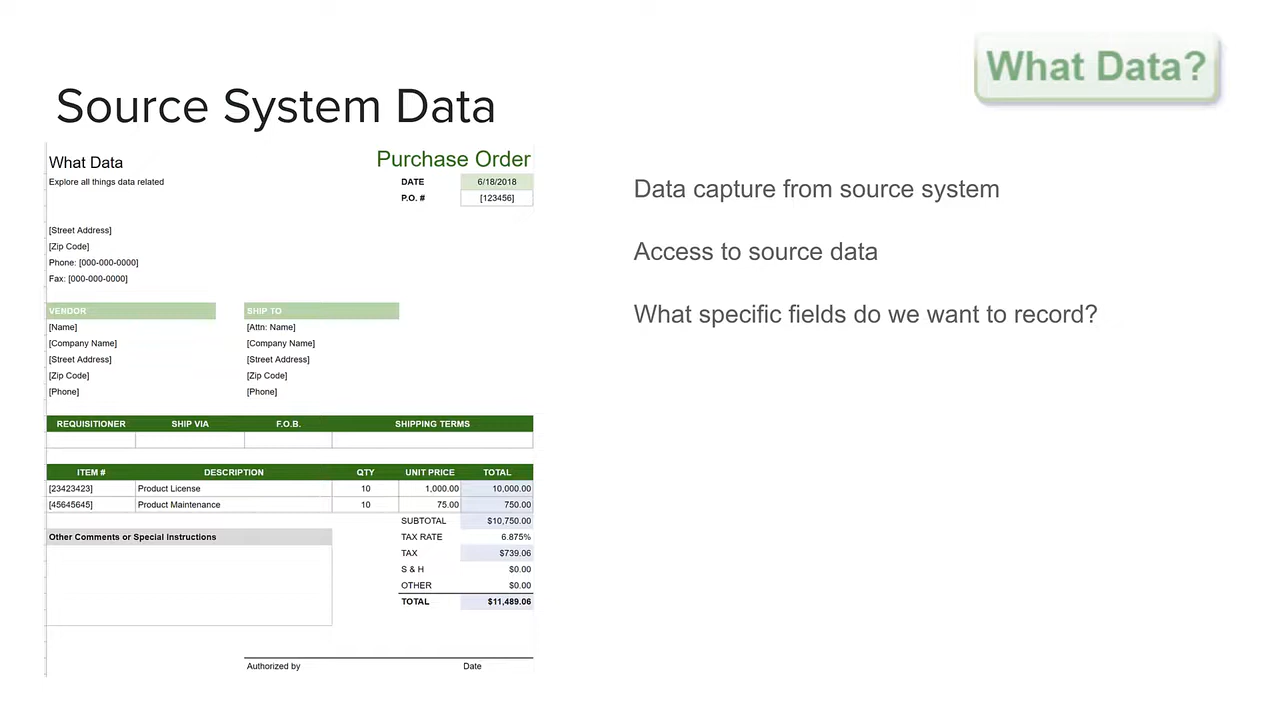 What Data?
Source System Data
What Data
Purchase Order
Explore all things data related
DATE 6/18/2018
P.O. # [123456]
[Street Address]
[Zip Code]
Phone: [000-000-0000]
Fax: [000-000-0000]
VENDOR SHIP TO
[Name] [Attn: Name]
[Company Name] [Company Name]
[Street Address] [Street Address]
[Zip Code] [Zip Code]
[Phone] [Phone]
REQUISITIONER SHIP VIA F.O.B. SHIPPING TERMS
ITEM # DESCRIPTION QTY UNIT PRICE TOTAL
[23423423] Product License 10 1,000.00 10,000.00
[45645645] Product Maintenance 10 75.00 750.00
SUBTOTAL $10,750.00
Other Comments or Special Instructions TAX RATE 6.875%
TAX $739.06
S & H $0.00
OTHER $0.00
TOTAL $11,489.06
Authorized by Date
Data capture from source system
Access to source data
What specific fields do we want to record?